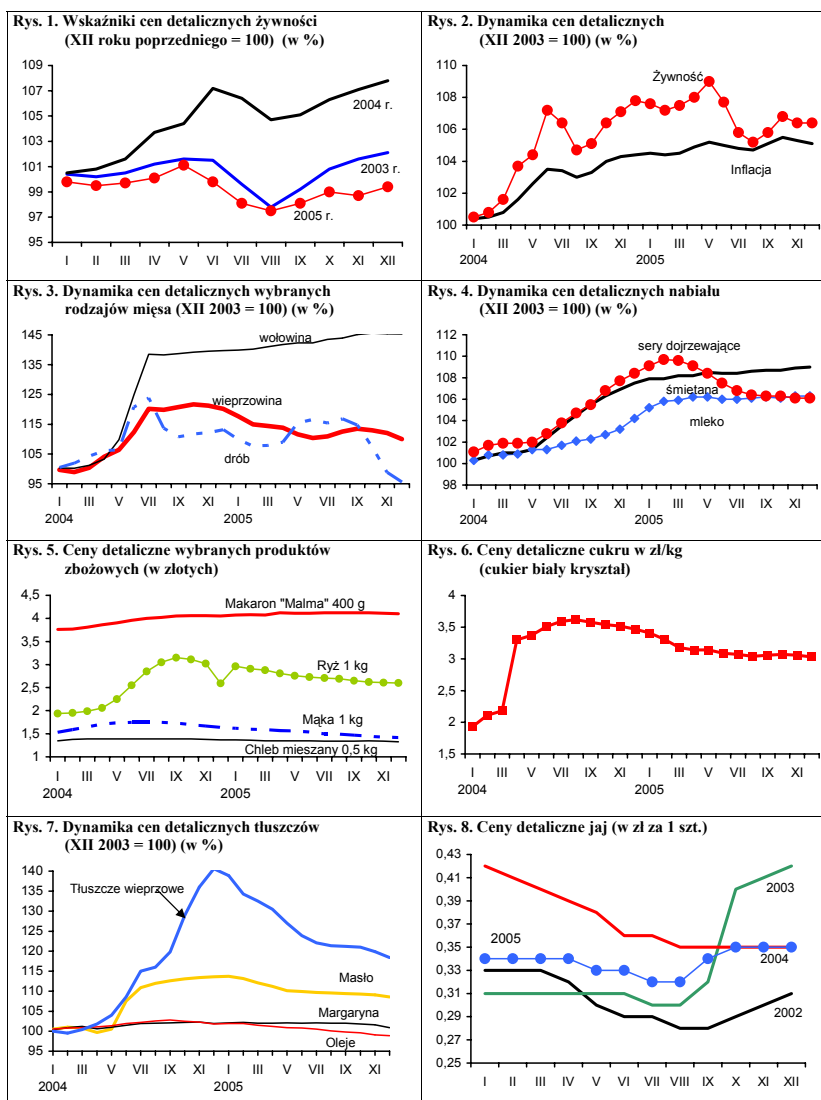 Rys. 1. Wskaźniki cen detalicznych żywności
(XII roku poprzedniego = 100) (w %)
109
107
105
103
101
99
97
95
2004 r.
2003 r.
2005 r.
I II III IV V VI VII VIII IX X XI XII
Rys. 2. Dynamika cen detalicznych
(XII 2003 = 100) (w %)
110
108
106
104
102
100
Żywność
Inflacja
I III V VII IX XI I III V VII IX XI
2004 2005
Rys. 3. Dynamika cen detalicznych wybranych
rodzajów mięsa (XII 2003 = 100) (w %)
145
135
125
115
105
95
wołowina
wieprzowina
drób
I III V VII IX XI I III V VII IX XI
2004 2005
Rys. 4. Dynamika cen detalicznych nabiału
(XII 2003 = 100) (w %)
112
110
108
106
104
102
100
98
sery dojrzewające
śmietana
mleko
I III V VII IX XI I III V VII IX XI
2004 2005
Rys. 5. Ceny detaliczne wybranych produktów
zbożowych (w złotych)
4,5
4
3,5
3
2,5
2
1,5
1
Makaron "Malma" 400 g
Ryż 1 kg
Mąka 1 kg
Chleb mieszany 0,5 kg
I III V VII IX XI I III V VII IX XI
2004 2005
Rys. 6. Ceny detaliczne cukru w zł/kg
(cukier biały kryształ)
4
3,5
3
2,5
2
1,5
I III V VII IX XI I III V VII IX XI
2004 2005
Rys. 7. Dynamika cen detalicznych tłuszczów
(XII 2003 = 100) (w %)
140
135
130
125
120
115
110
105
100
95
Tłuszcze wieprzowe
Masło
Margaryna
Oleje
I III V VII IX XI I III V VII IX XI
2004 2005
Rys. 8. Ceny detaliczne jaj (w zł za 1 szt.)
0,43
0,41
0,39
0,37
0,35
0,33
0,31
0,29
0,27
0,25
2003
2005
2004
2002
I II III IV V VI VII VIII IX X XI XII